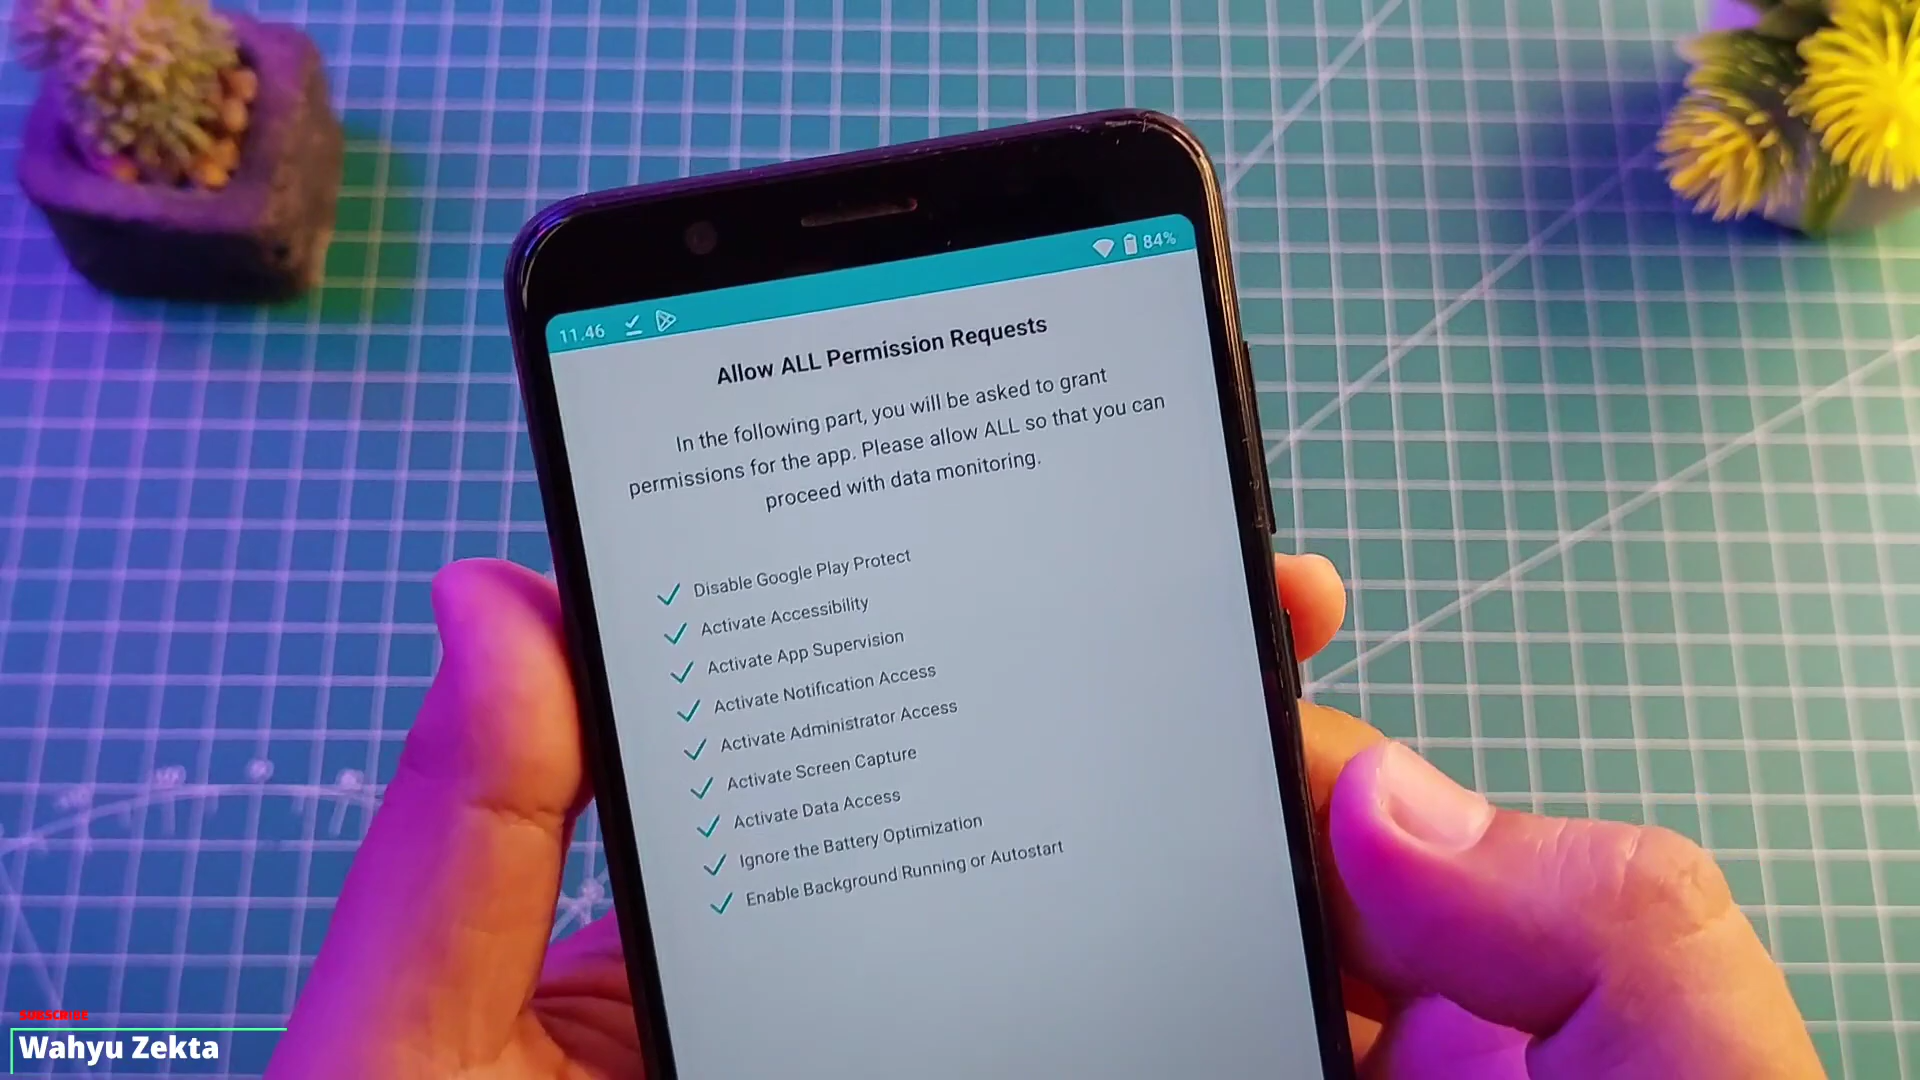 11.46
84%
Allow ALL Permission Requests
In the following part, you will be asked to grant
permissions for the app. Please allow ALL so that you can
proceed with data monitoring.
Disable Google Play Protect
Activate Accessibility
Activate App Supervision
Activate Notification Access
Activate Administrator Access
Activate Screen Capture
Activate Data Access
Ignore the Battery Optimization
Enable Background Running or Autostart
SUBSCRIBE
Wahyu Zekta